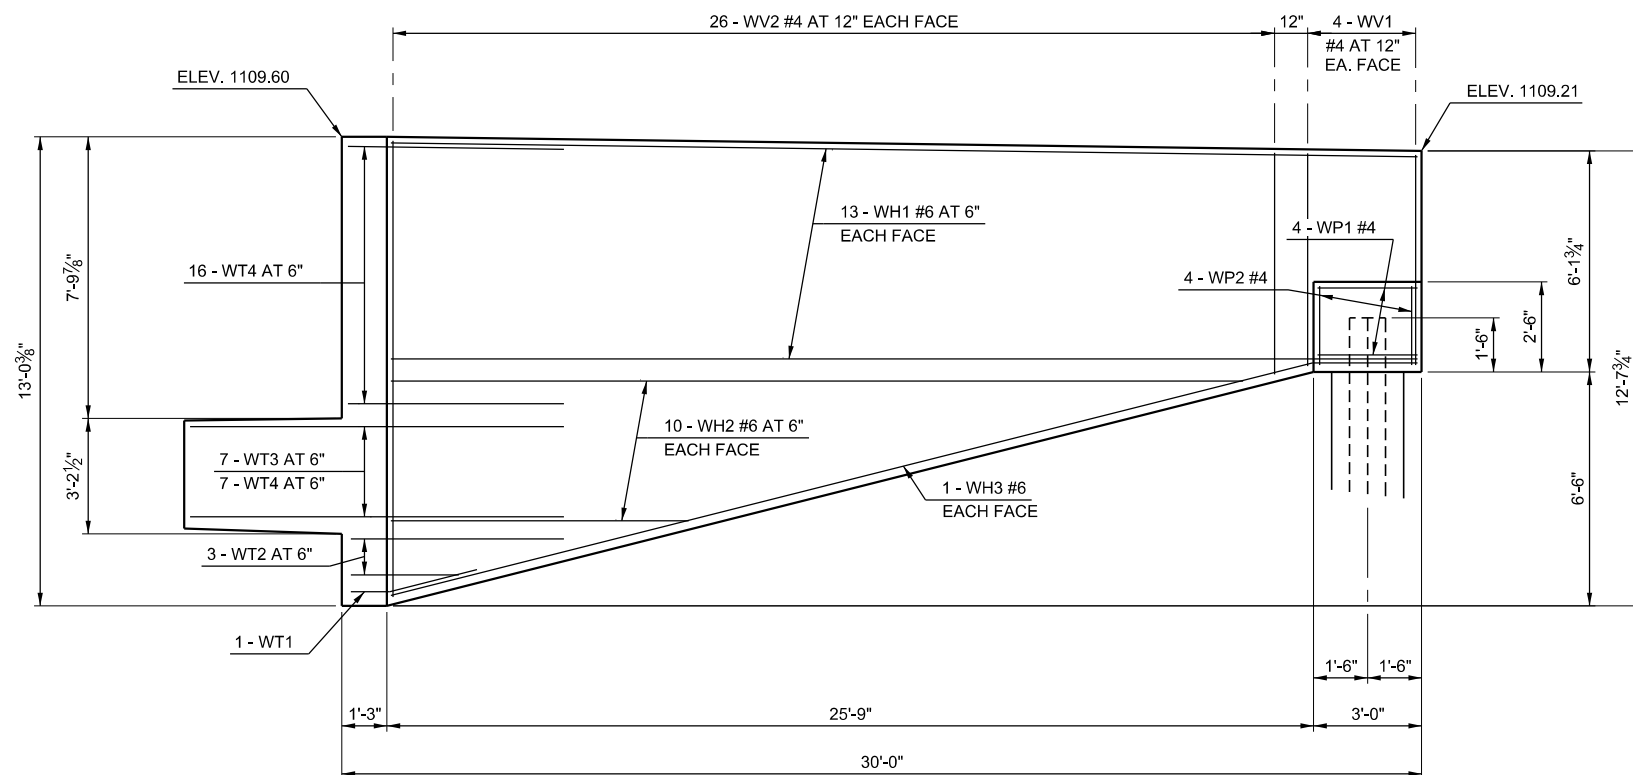 26 - WV2 #4 AT 12" EACH FACE
12"
4 - WV1
#4 AT 12"
EA. FACE
ELEV. 1109.60
ELEV. 1109.21
13 - WH1 #6 AT 6"
EACH FACE
4 - WP1 #4
16 - WT4 AT 6"
4 - WP2 #4
7'-9⅞"
6'-1¾"
2'-6"
1'-6"
13'-0⅜"
12'-7¾"
10 - WH2 #6 AT 6"
EACH FACE
7 - WT3 AT 6"
7 - WT4 AT 6"
3'-2½"
1 - WH3 #6
EACH FACE
6'-6"
3 - WT2 AT 6"
1 - WT1
1'-6"
1'-6"
1'-3"
25'-9"
3'-0"
30'-0"